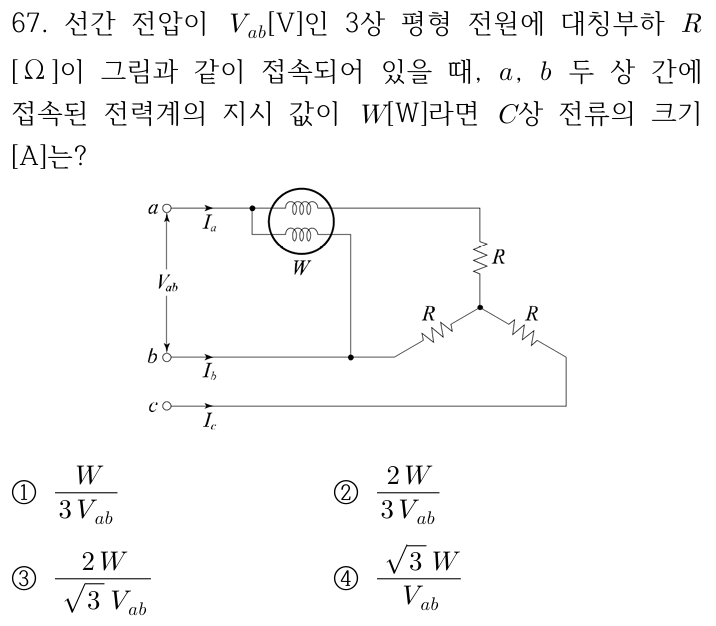 67. 선간 전압이 V_{ab}[V]인 3상 평형 전원에 대칭부하 R
[Ω]이 그림과 같이 접속되어 있을 때, a, b 두 상 간에
접속된 전력계의 지시 값이 W[W]라면 C상 전류의 크기
[A]는?
a
I_a
W
R
V_{ab}
R
R
b
I_b
c
I_c
① \frac{W}{3V_{ab}}
② \frac{2W}{3V_{ab}}
③ \frac{2W}{\sqrt{3}V_{ab}}
④ \frac{\sqrt{3}W}{V_{ab}}